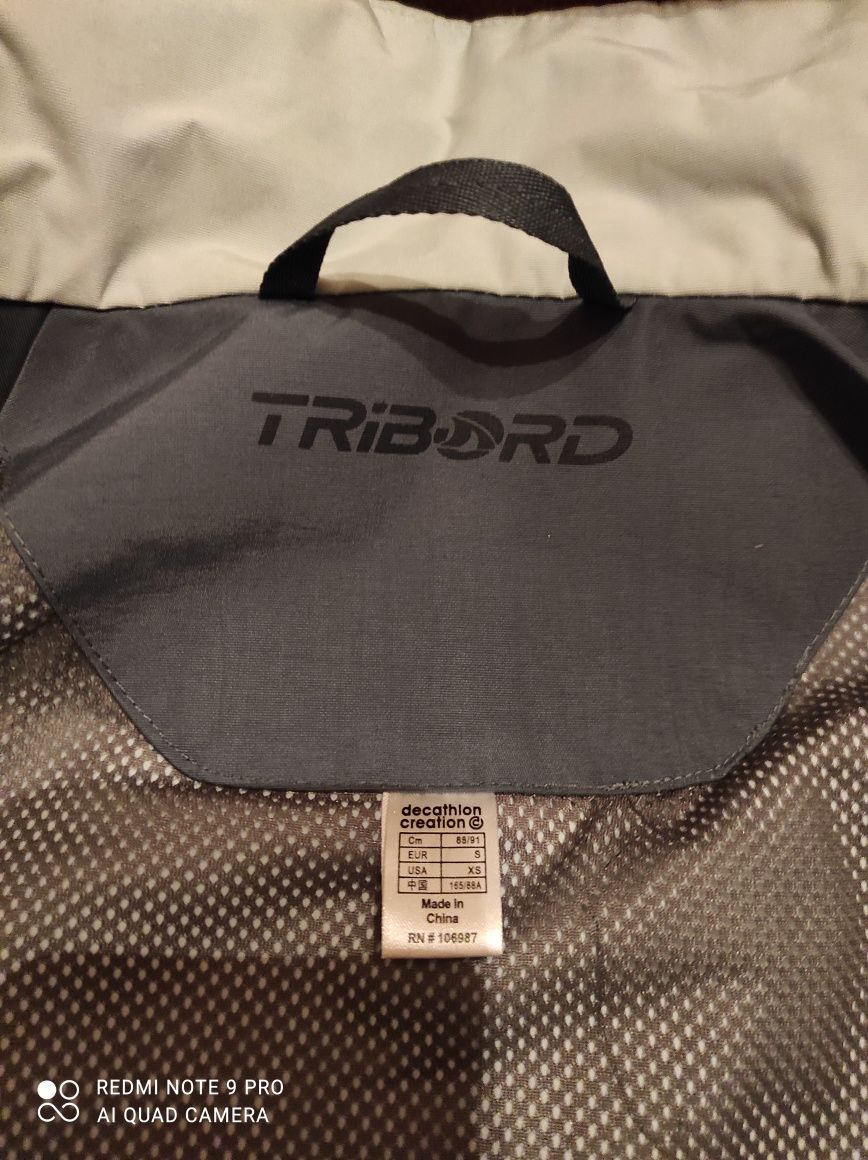 TRiBORD
decathlon
creation ©
Cm 88/91
EUR S
USA XS
中国 165/88A
Made in
China
RN # 106987
REDMI NOTE 9 PRO
AI QUAD CAMERA